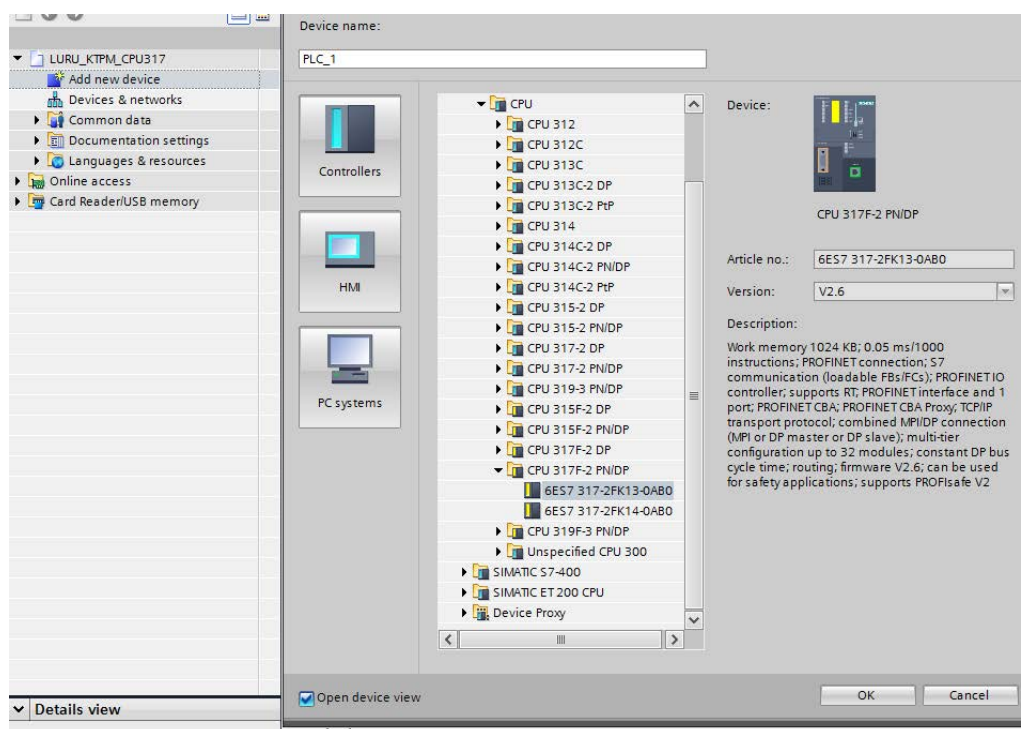 LURU_KTPM_CPU317
Add new device
Devices & networks
Common data
Documentation settings
Languages & resources
Online access
Card Reader/USB memory
Details view
Device name:
PLC_1
Controllers
HMI
PC systems
CPU
CPU 312
CPU 312C
CPU 313C
CPU 313C-2 DP
CPU 313C-2 PtP
CPU 314
CPU 314C-2 DP
CPU 314C-2 PN/DP
CPU 314C-2 PtP
CPU 315-2 DP
CPU 315-2 PN/DP
CPU 317-2 DP
CPU 317-2 PN/DP
CPU 319-3 PN/DP
CPU 315F-2 DP
CPU 315F-2 PN/DP
CPU 317F-2 DP
CPU 317F-2 PN/DP
6ES7 317-2FK13-0AB0
6ES7 317-2FK14-0AB0
CPU 319F-3 PN/DP
Unspecified CPU 300
SIMATIC S7-400
SIMATIC ET 200 CPU
Device Proxy
Device:
CPU 317F-2 PN/DP
Article no.: 6ES7 317-2FK13-0AB0
Version: V2.6
Description:
Work memory 1024 KB; 0.05 ms/1000
instructions; PROFINET connection; S7
communication (loadable FBs/FCs); PROFINET IO
controller; supports RT; PROFINET interface and 1
port; PROFINET CBA; PROFINET CBA Proxy; TCP/IP
transport protocol; combined MPI/DP connection
(MPI or DP master or DP slave); multi-tier
configuration up to 32 modules; constant DP bus
cycle time; routing; firmware V2.6; can be used
for safety applications; supports PROFIsafe V2
Open device view
OK
Cancel